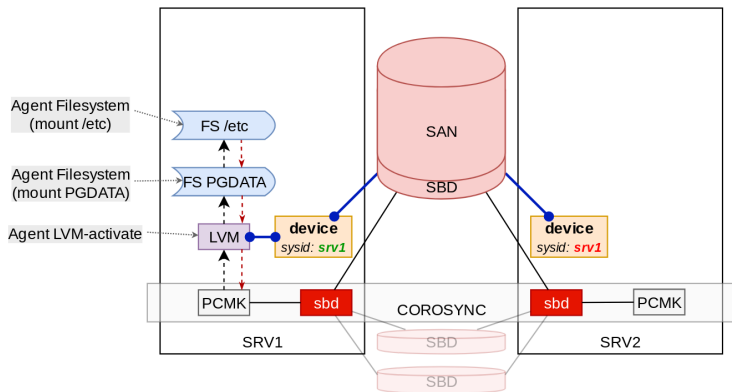 Agent Filesystem
(mount /etc)
FS /etc
SAN
Agent Filesystem
(mount PGDATA)
FS PGDATA
SBD
Agent LVM-activate
LVM
device
sysid: srv1
device
sysid: srv1
PCMK
sbd
COROSYNC
sbd
PCMK
SRV1
SBD
SRV2
SBD